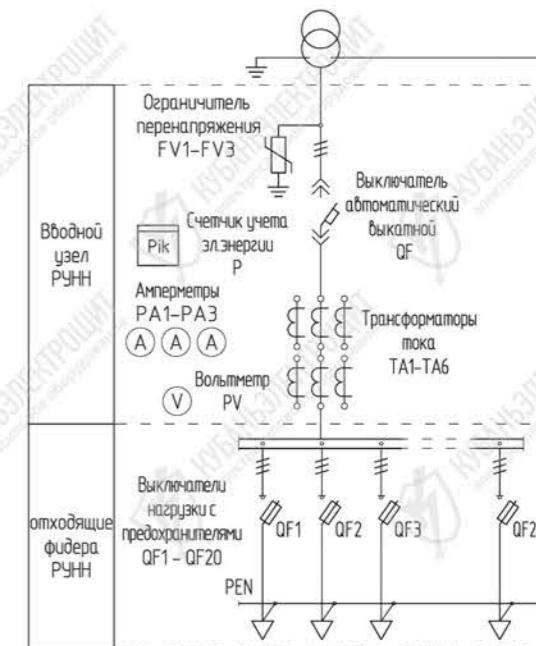 Ограничитель
перенапряжения
FV1-FV3
Выключатель
автоматический
выкатной
QF
Счетчик учета
эл.энергии
P
Pik
Вводной
узел
РУНН
Амперметры
PA1-PA3
A A A
Трансформаторы
тока
TA1-TA6
Вольтметр
PV
V
Выключатели
нагрузки с
предохранителями
QF1 - QF20
отходящие
фидера
РУНН
QF1 QF2 QF3 QF2
PEN
КУБАНЬЭЛЕКТРОЩИТ